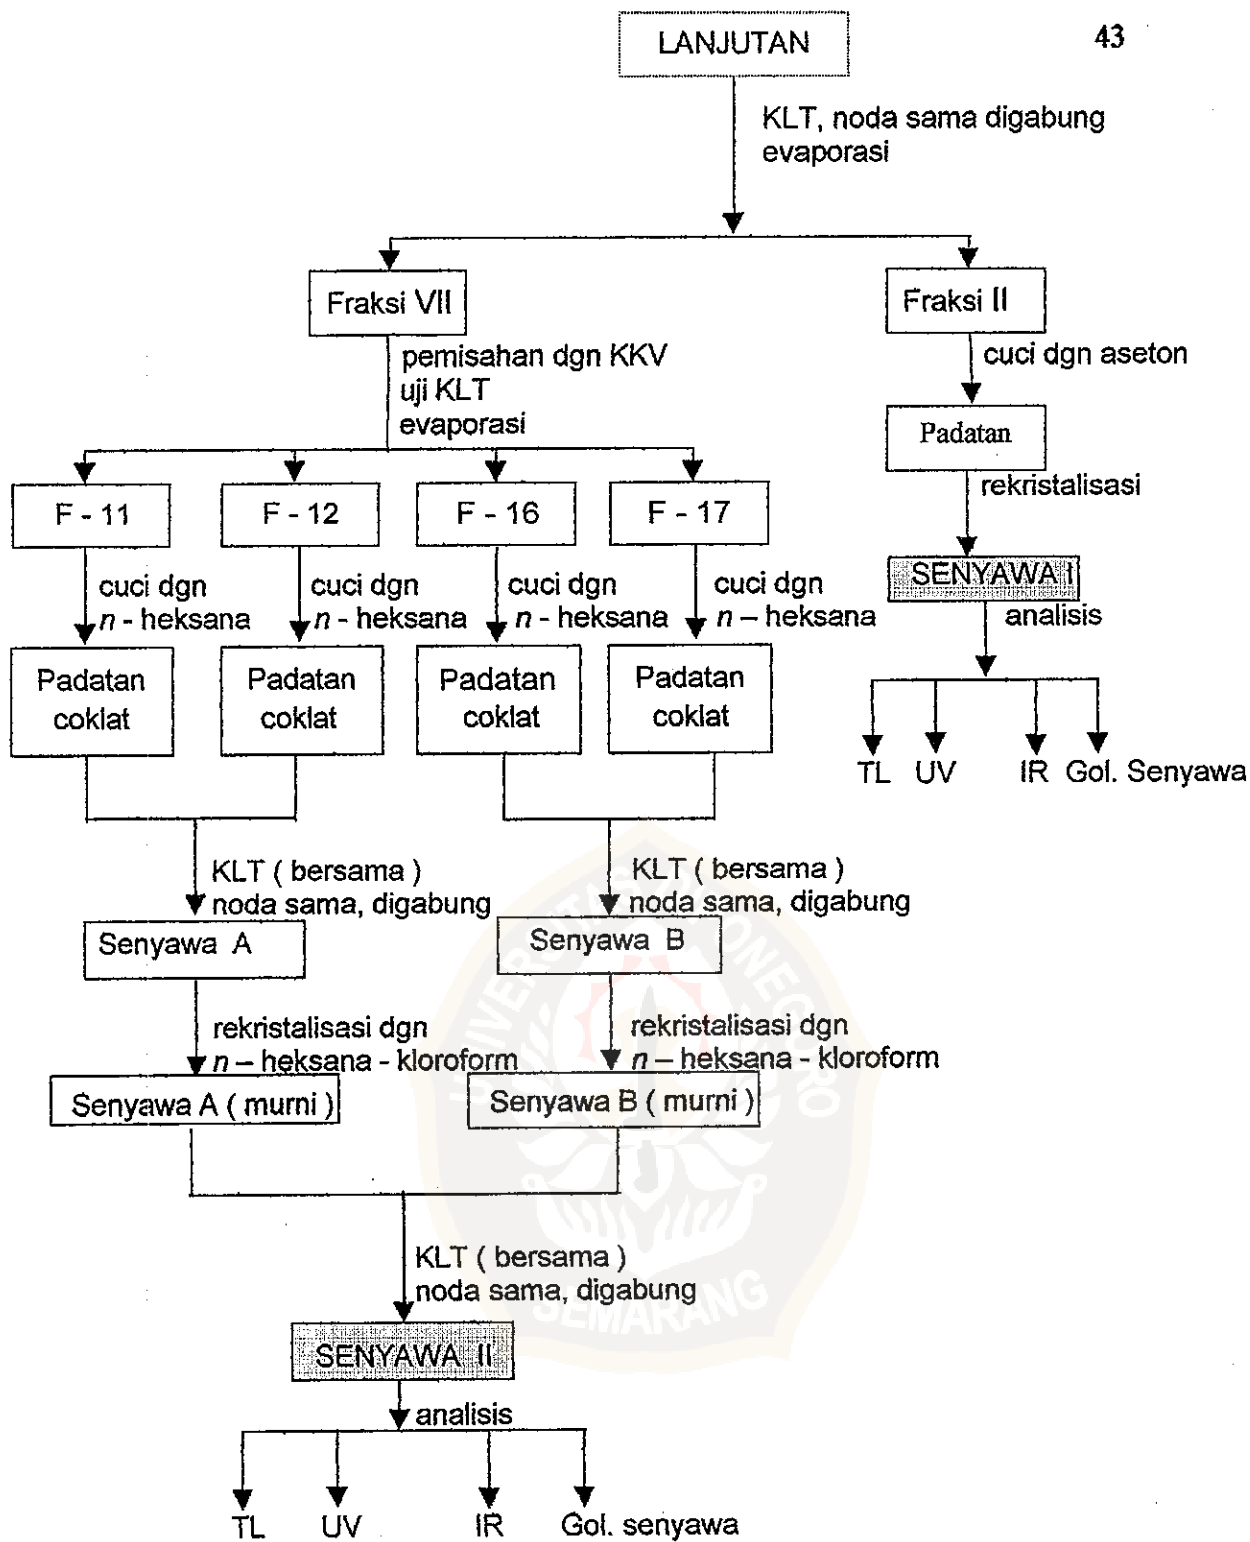 43
LANJUTAN
KLT, noda sama digabung
evaporasi
Fraksi VII
Fraksi II
pemisahan dgn KKV
uji KLT
evaporasi
cuci dgn aseton
Padatan
rekristalisasi
SENYAWA I
analisis
TL UV IR Gol. Senyawa
F - 11
F - 12
F - 16
F - 17
cuci dgn
n - heksana
cuci dgn
n - heksana
cuci dgn
n - heksana
cuci dgn
n – heksana
Padatan
coklat
Padatan
coklat
Padatan
coklat
Padatan
coklat
KLT ( bersama )
noda sama, digabung
KLT ( bersama )
noda sama, digabung
Senyawa A
Senyawa B
rekristalisasi dgn
n – heksana - kloroform
rekristalisasi dgn
n – heksana - kloroform
Senyawa A ( murni )
Senyawa B ( murni )
KLT ( bersama )
noda sama, digabung
SENYAWA II
analisis
TL UV IR Gol. senyawa
UNIVERSITAS DIPONEGORO
SEMARANG